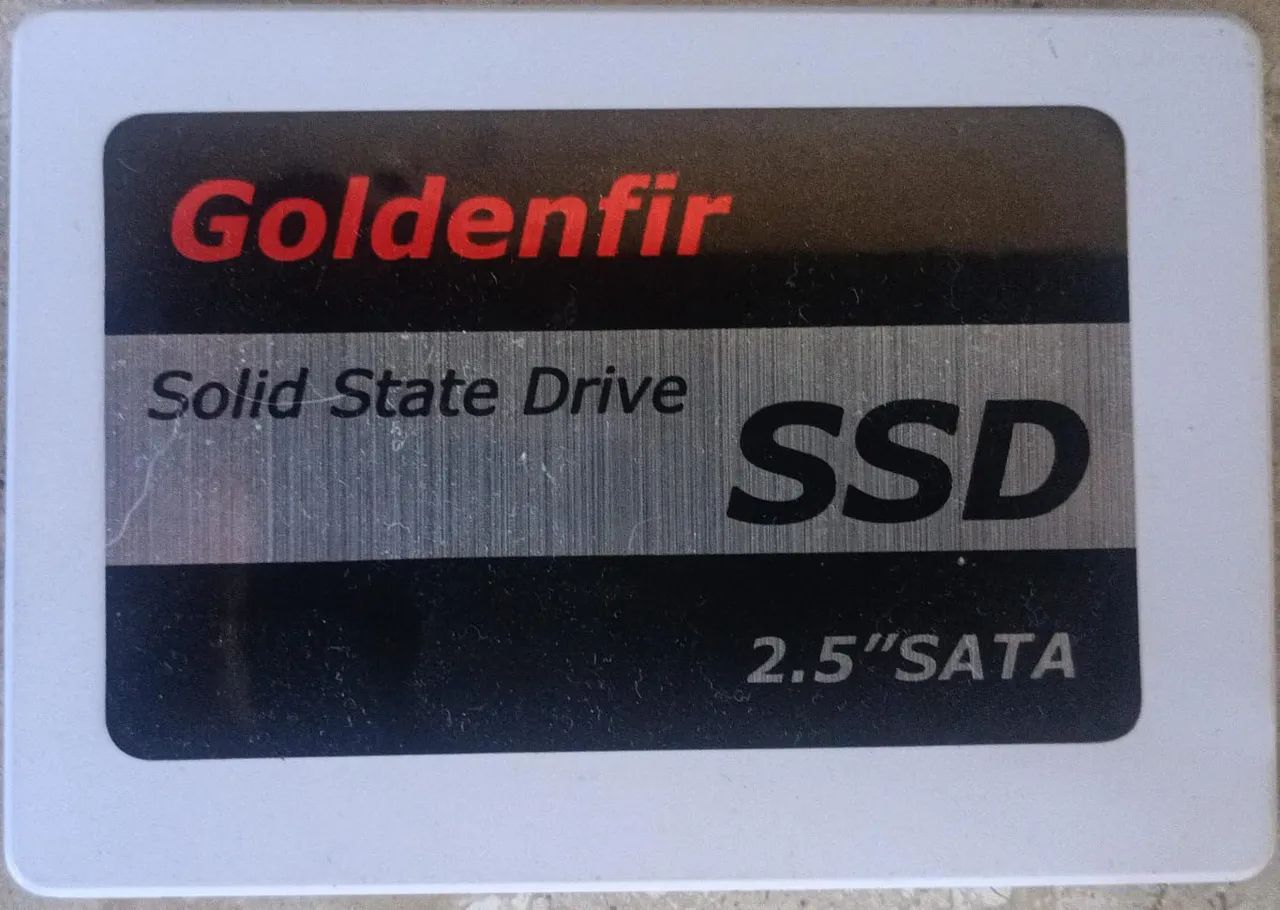 Goldenfir
Solid State Drive
SSD
2.5"SATA